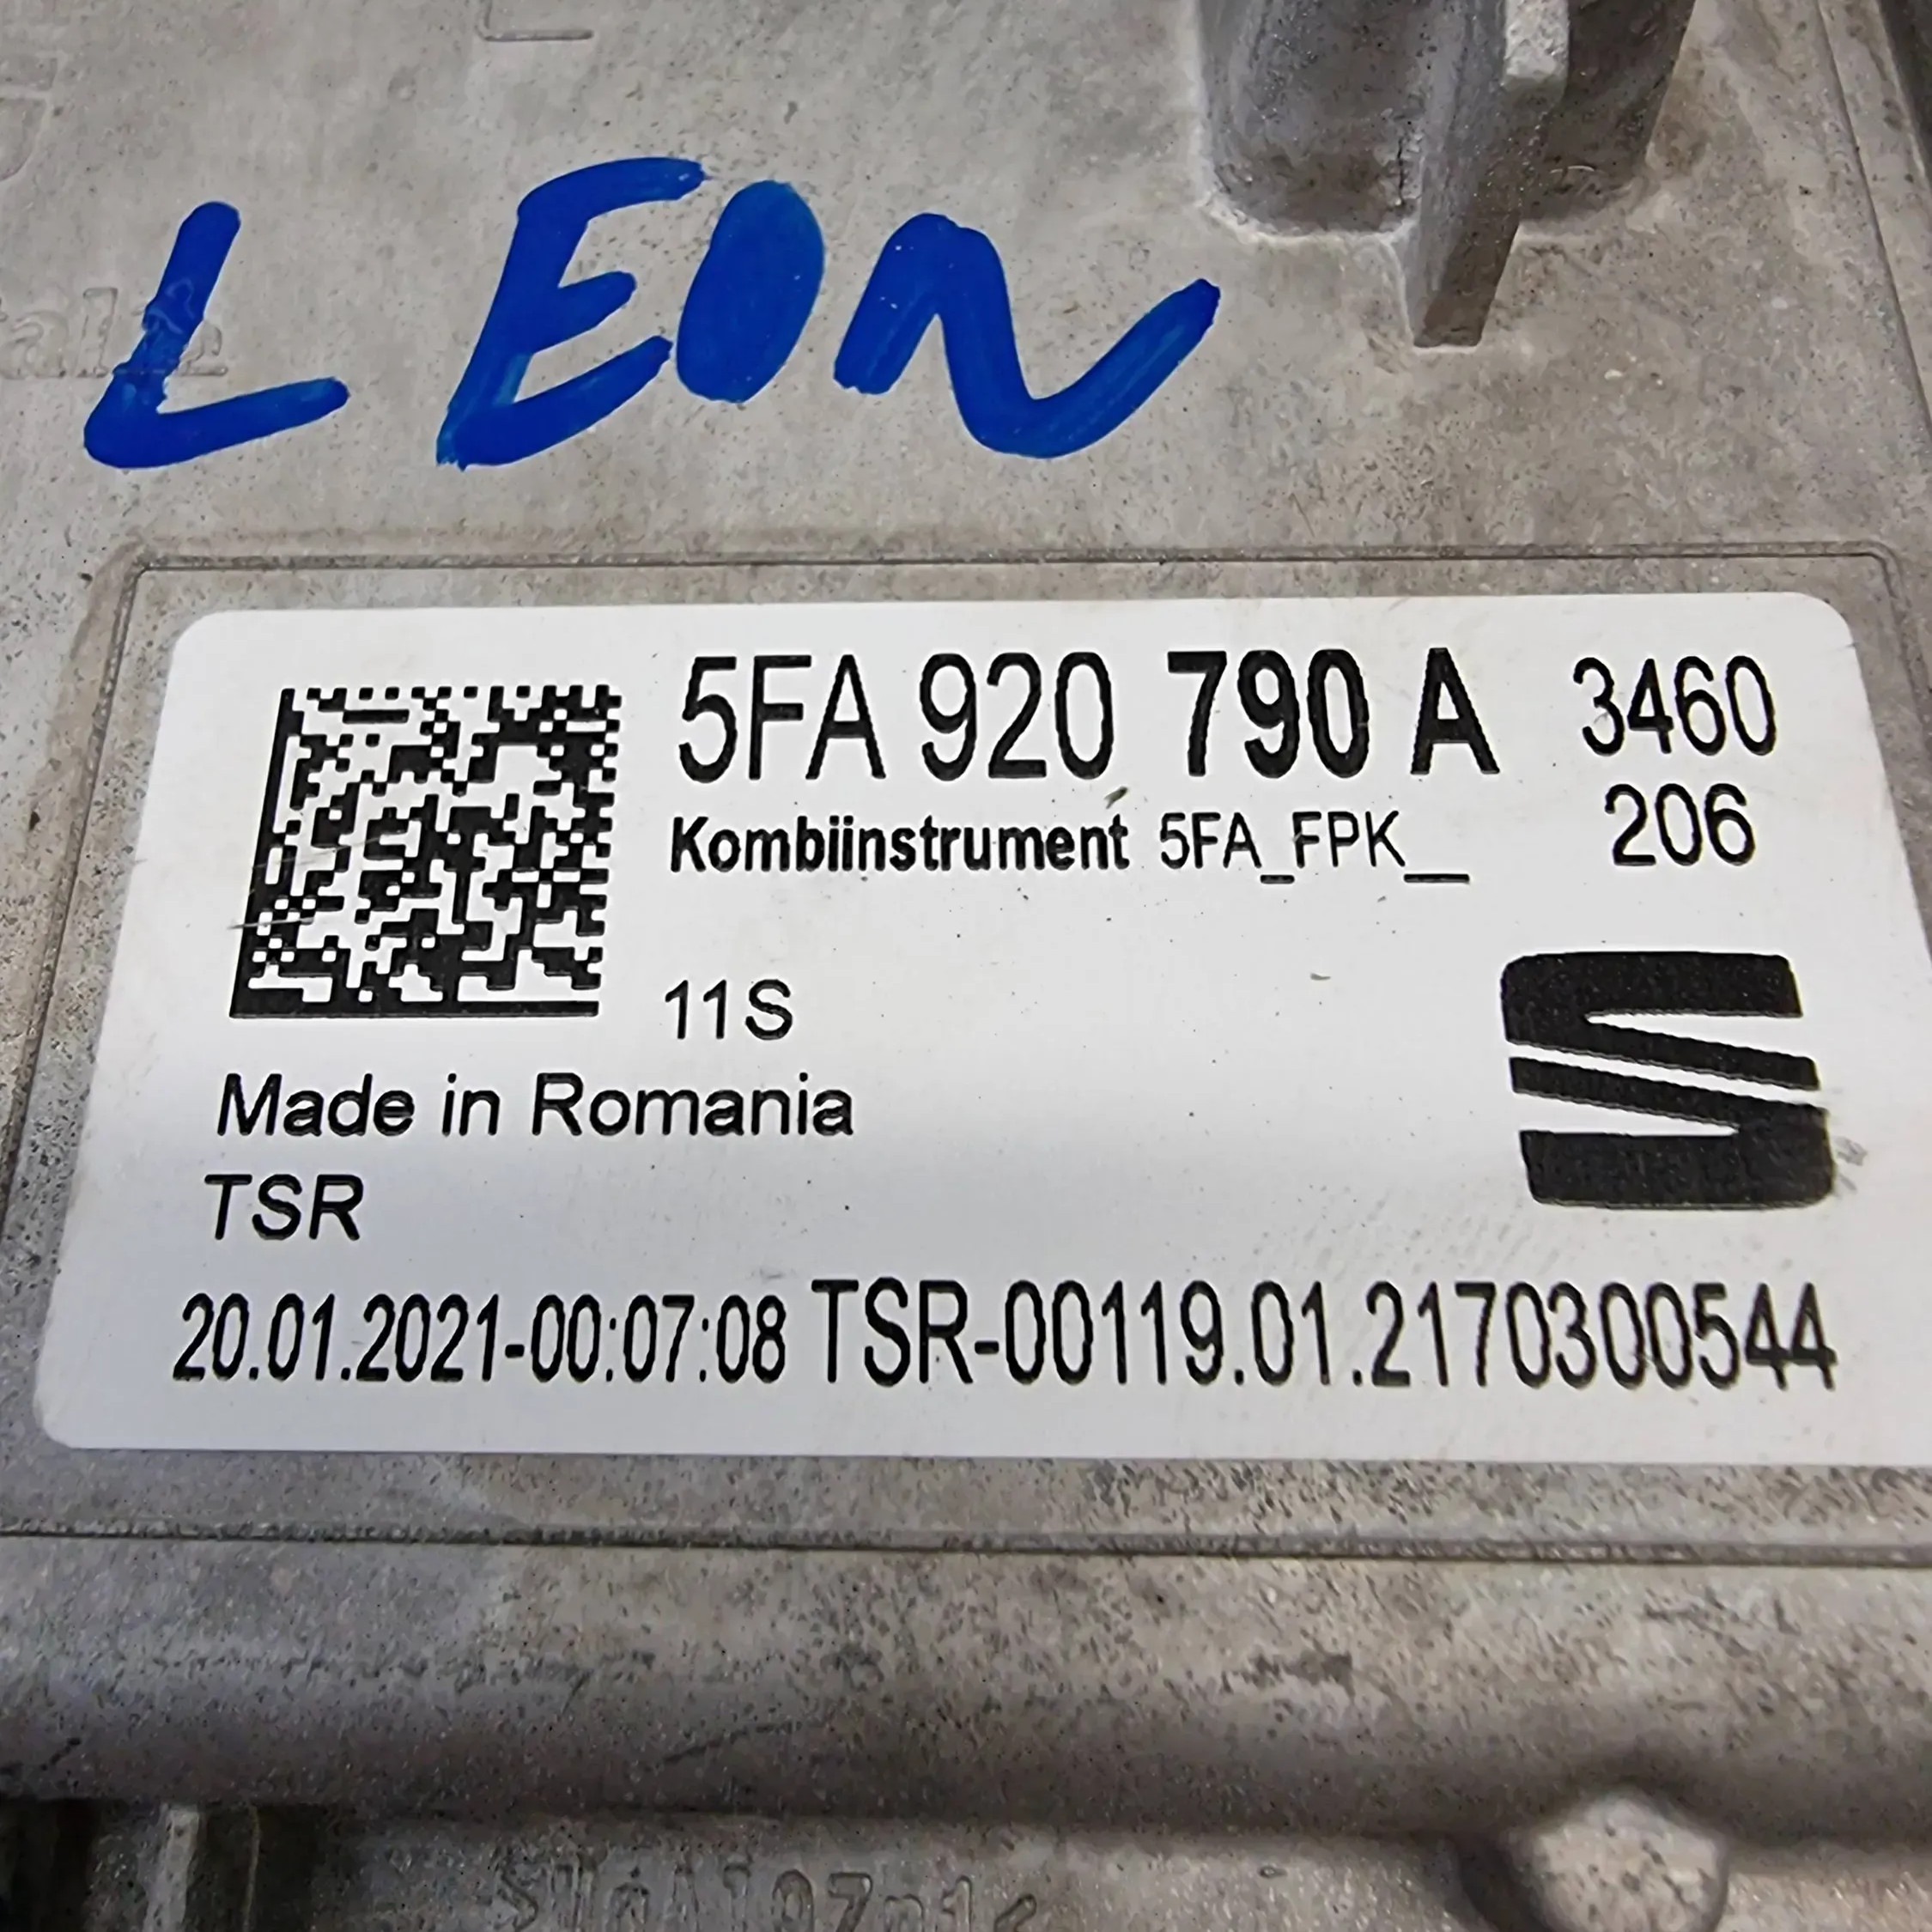 LEON
5FA 920 790 A 3460
Kombiinstrument 5FA_FPK__ 206
11S
Made in Romania
TSR
20.01.2021-00:07:08 TSR-00119.01.2170300544